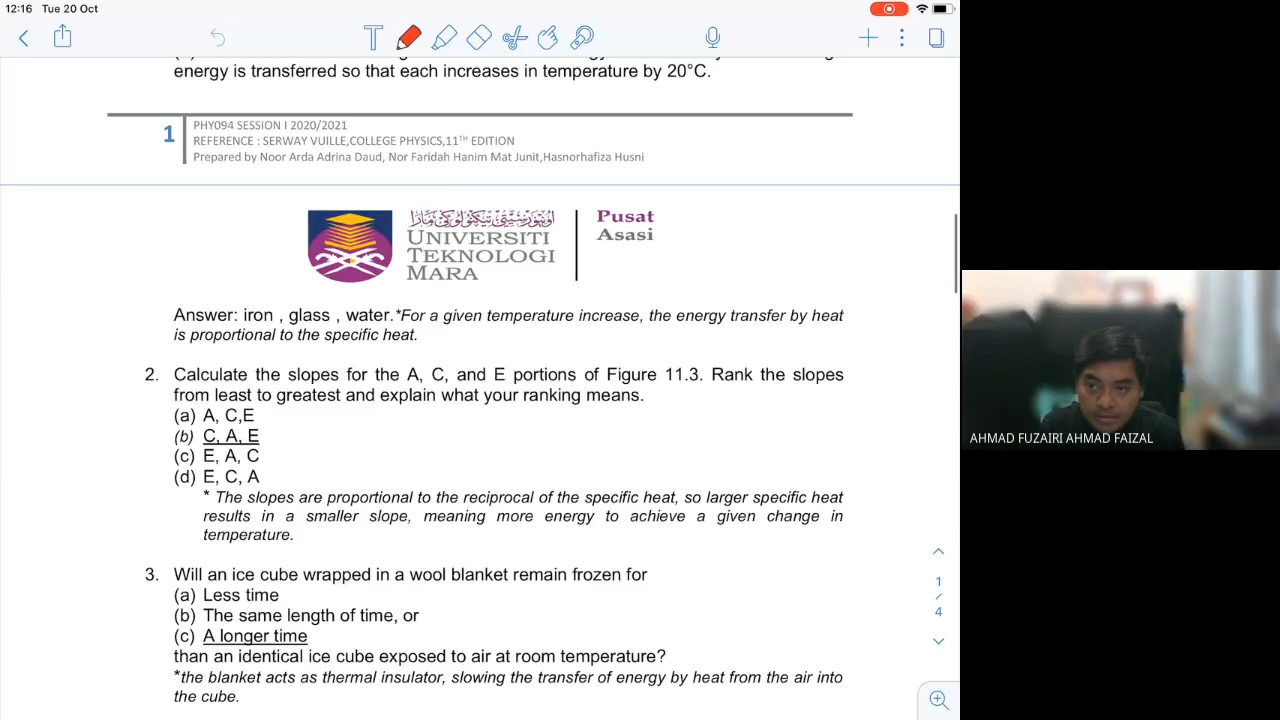 12:16 Tue 20 Oct
energy is transferred so that each increases in temperature by 20°C.
1
PHY094 SESSION I 2020/2021
REFERENCE : SERWAY VUILLE,COLLEGE PHYSICS,11TH EDITION
Prepared by Noor Arda Adrina Daud, Nor Faridah Hanim Mat Junit,Hasnorhafiza Husni
اونيۏرسيتي تيكنولوݢي مارا
UNIVERSITI
TEKNOLOGI
MARA
Pusat
Asasi
Answer: iron , glass , water.*For a given temperature increase, the energy transfer by heat
is proportional to the specific heat.
2. Calculate the slopes for the A, C, and E portions of Figure 11.3. Rank the slopes
from least to greatest and explain what your ranking means.
(a) A, C,E
(b) C, A, E
(c) E, A, C
(d) E, C, A
* The slopes are proportional to the reciprocal of the specific heat, so larger specific heat
results in a smaller slope, meaning more energy to achieve a given change in
temperature.
3. Will an ice cube wrapped in a wool blanket remain frozen for
(a) Less time
(b) The same length of time, or
(c) A longer time
than an identical ice cube exposed to air at room temperature?
*the blanket acts as thermal insulator, slowing the transfer of energy by heat from the air into
the cube.
1
/
4
AHMAD FUZAIRI AHMAD FAIZAL